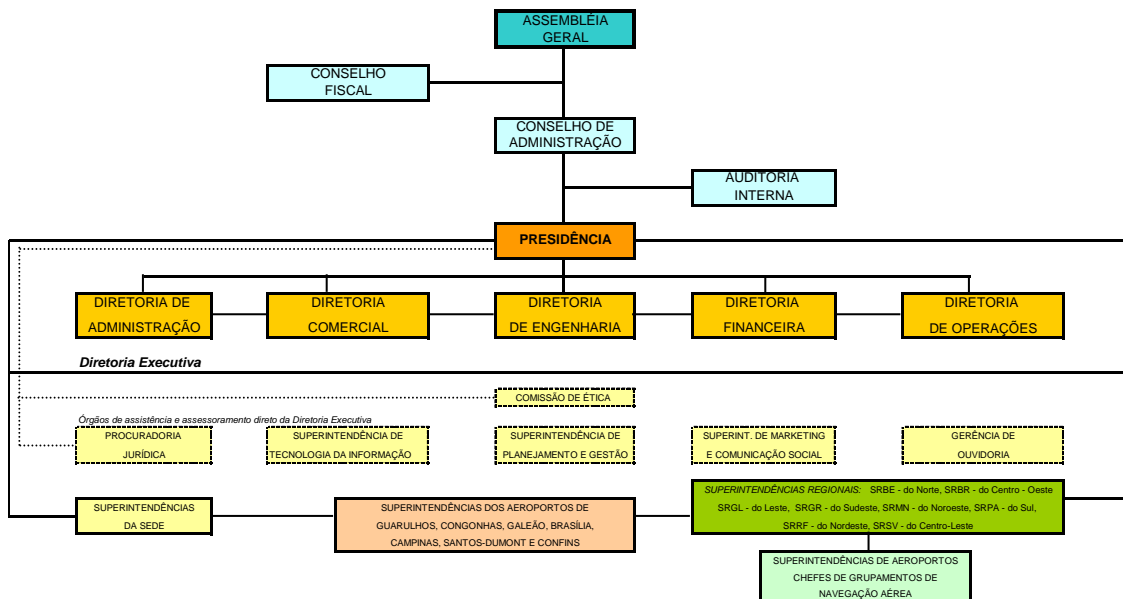 ASSEMBLÉIA
GERAL
CONSELHO
FISCAL
CONSELHO DE
ADMINISTRAÇÃO
AUDITORIA
INTERNA
PRESIDÊNCIA
DIRETORIA DE
ADMINISTRAÇÃO
DIRETORIA
COMERCIAL
DIRETORIA
DE ENGENHARIA
DIRETORIA
FINANCEIRA
DIRETORIA
DE OPERAÇÕES
Diretoria Executiva
COMISSÃO DE ÉTICA
Órgãos de assistência e assessoramento direto da Diretoria Executiva
PROCURADORIA
JURÍDICA
SUPERINTENDÊNCIA DE
TECNOLOGIA DA INFORMAÇÃO
SUPERINTENDÊNCIA DE
PLANEJAMENTO E GESTÃO
SUPERINT. DE MARKETING
E COMUNICAÇÃO SOCIAL
GERÊNCIA DE
OUVIDORIA
SUPERINTENDÊNCIAS
DA SEDE
SUPERINTENDÊNCIAS DOS AEROPORTOS DE
GUARULHOS, CONGONHAS, GALEÃO, BRASÍLIA,
CAMPINAS, SANTOS-DUMONT E CONFINS
SUPERINTENDÊNCIAS REGIONAIS: SRBE - do Norte, SRBR - do Centro - Oeste
SRGL - do Leste, SRGR - do Sudeste, SRMN - do Noroeste, SRPA - do Sul,
SRRF - do Nordeste, SRSV - do Centro-Leste
SUPERINTENDÊNCIAS DE AEROPORTOS
CHEFES DE GRUPAMENTOS DE
NAVEGAÇÃO AÉREA